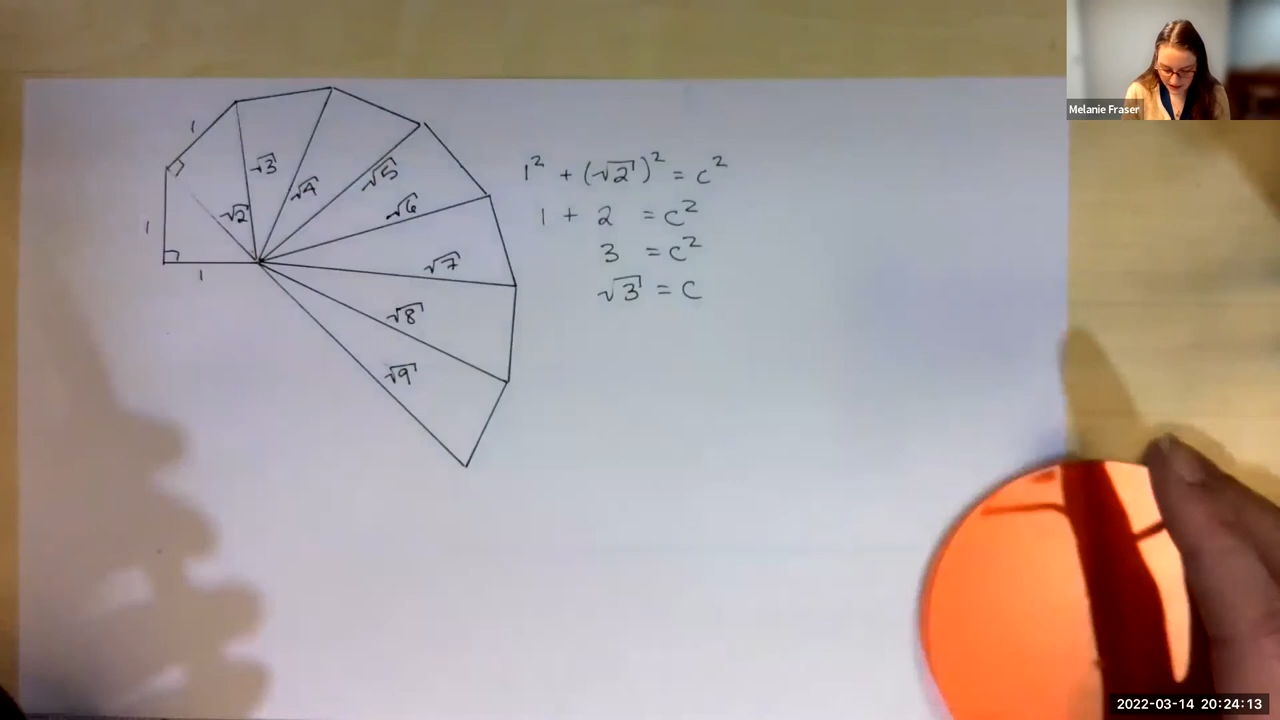 1
1
1
√2
√3
√4
√5
√6
√7
√8
√9
1² + (√2)² = c²
1 + 2 = c²
3 = c²
√3 = c
Melanie Fraser
2022-03-14 20:24:13